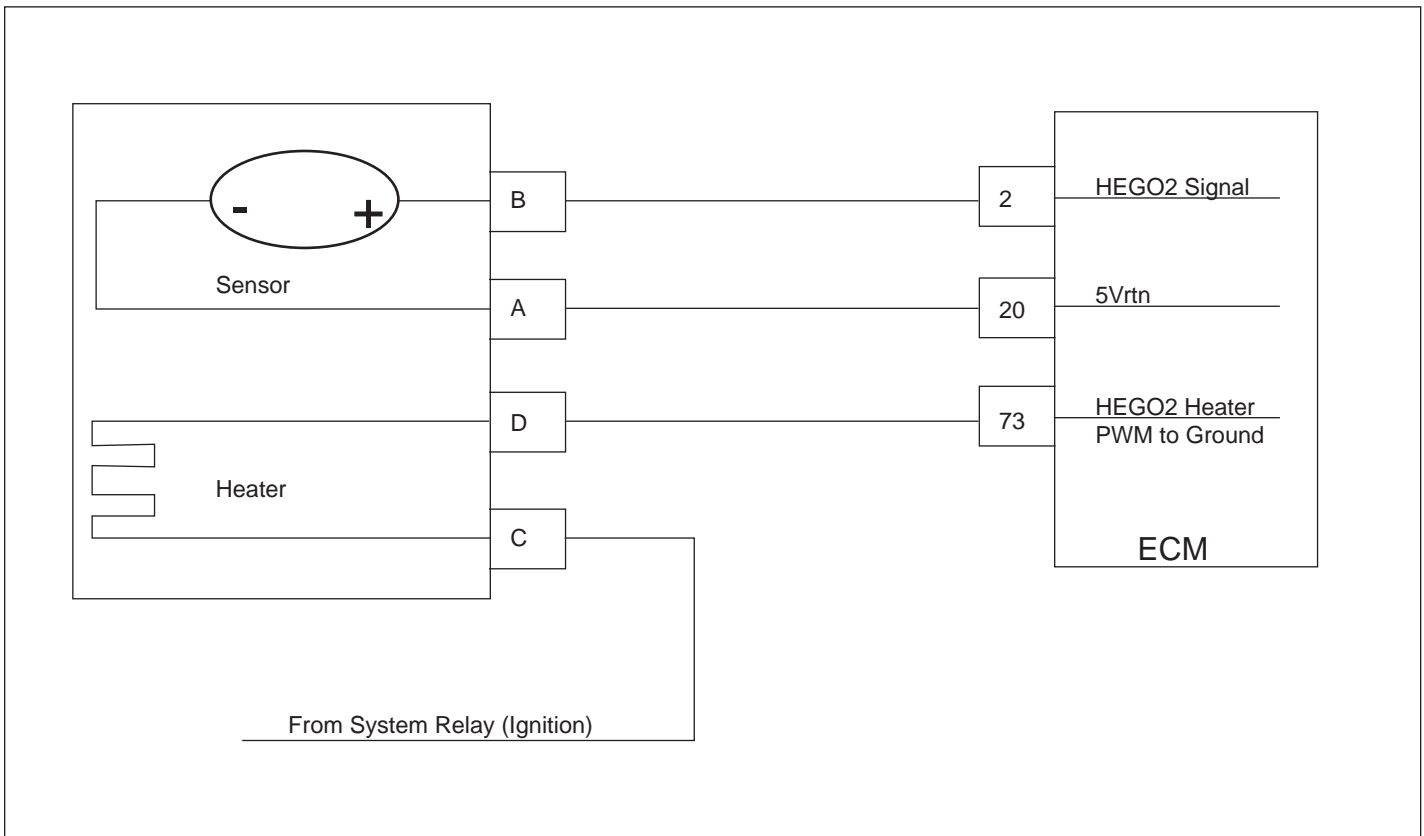 -
+
B
2
HEGO2 Signal
Sensor
A
20
5Vrtn
D
73
HEGO2 Heater
PWM to Ground
Heater
C
ECM
From System Relay (Ignition)